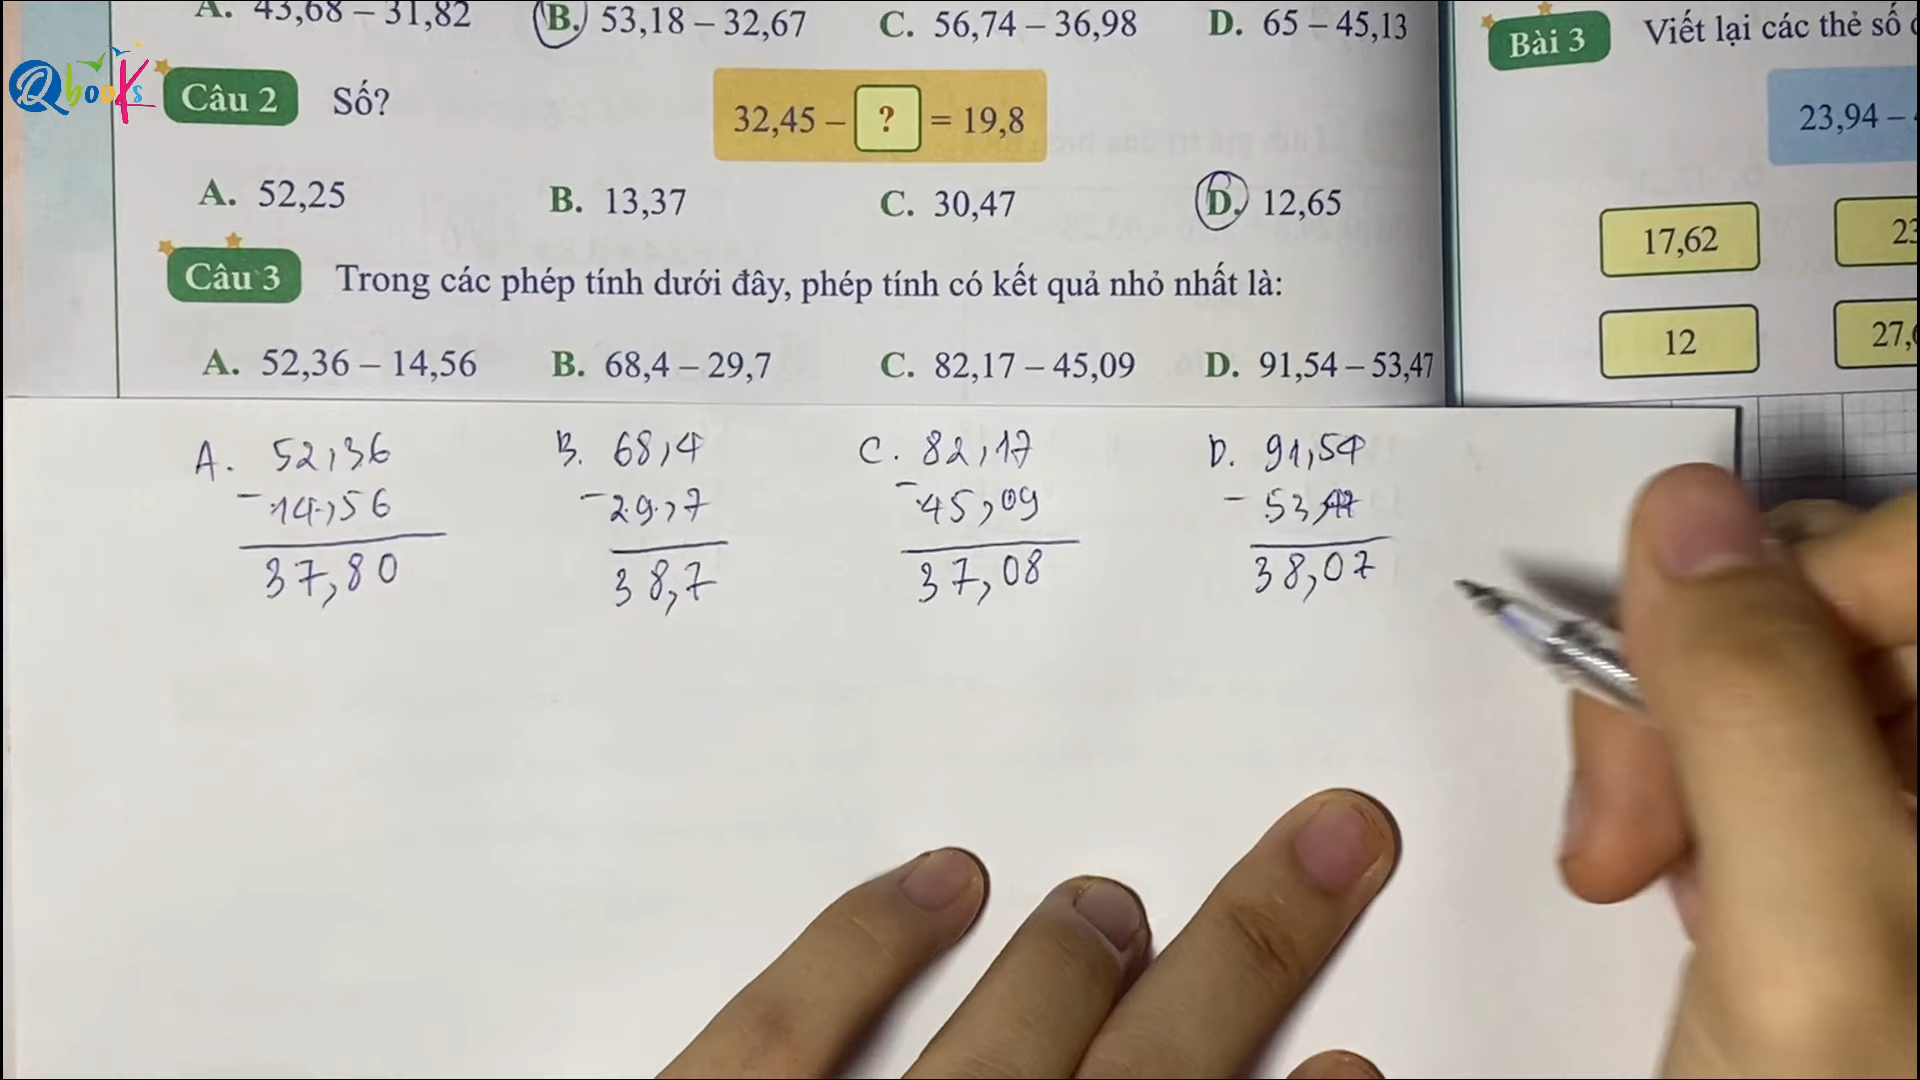 A. 43,68 – 31,82 B. 53,18 – 32,67 C. 56,74 – 36,98 D. 65 – 45,13
Qbooks
Câu 2 Số? 32,45 – ? = 19,8
A. 52,25 B. 13,37 C. 30,47 D. 12,65
Câu 3 Trong các phép tính dưới đây, phép tính có kết quả nhỏ nhất là:
A. 52,36 – 14,56 B. 68,4 – 29,7 C. 82,17 – 45,09 D. 91,54 – 53,47
A. 52,36 B. 68,4 C. 82,17 D. 91,54
- 14,56 - 29,7 - 45,09 - 53,47
37,80 38,7 37,08 38,07
Bài 3 Viết lại các thẻ số
23,94 –
17,62 23
12 27,